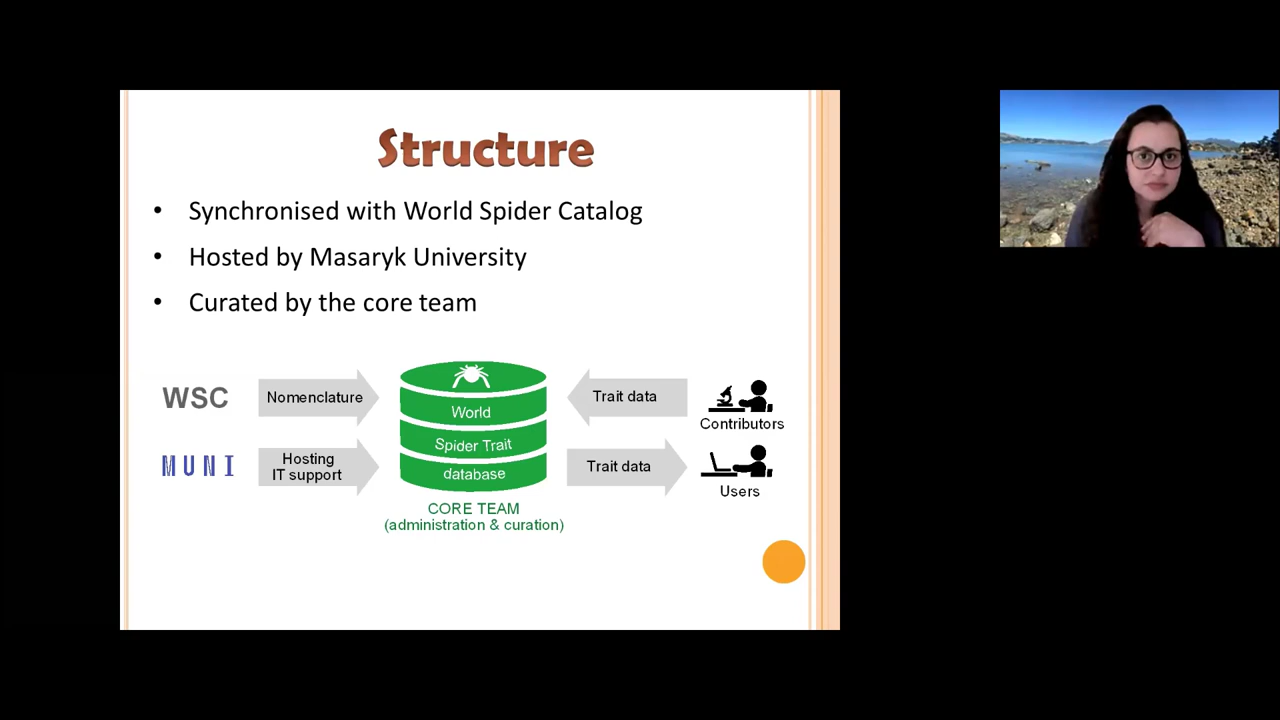 Structure
• Synchronised with World Spider Catalog
• Hosted by Masaryk University
• Curated by the core team
WSC
Nomenclature
World
Spider Trait
database
Trait data
Contributors
MUNI
Hosting
IT support
Trait data
Users
CORE TEAM
(administration & curation)